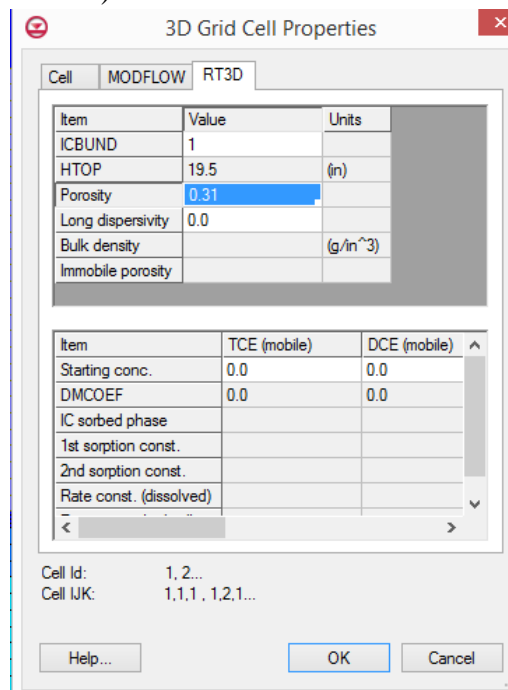 )
3D Grid Cell Properties
Cell MODFLOW RT3D
Item Value Units
ICBUND 1
HTOP 19.5 (in)
Porosity 0.31
Long dispersivity 0.0
Bulk density (g/in^3)
Immobile porosity
Item TCE (mobile) DCE (mobile)
Starting conc. 0.0 0.0
DMCOEF 0.0 0.0
IC sorbed phase
1st sorption const.
2nd sorption const.
Rate const. (dissolved)
Cell Id: 1, 2...
Cell IJK: 1,1,1 , 1,2,1...
Help... OK Cancel